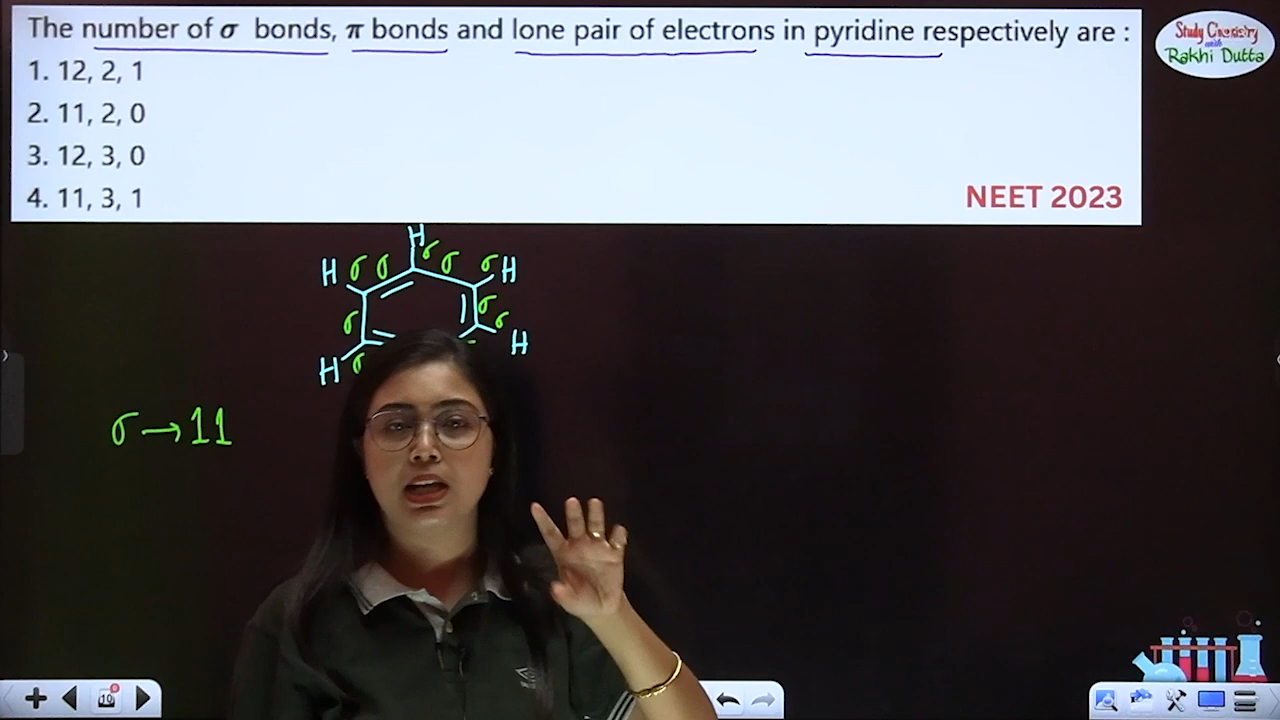 The number of σ bonds, π bonds and lone pair of electrons in pyridine respectively are :
1. 12, 2, 1
2. 11, 2, 0
3. 12, 3, 0
4. 11, 3, 1
NEET 2023
Study Chemistry
with
Rakhi Dutta
H
σ
H σ σ σ σ H
σ σ
σ
H
H σ
σ → 11
10